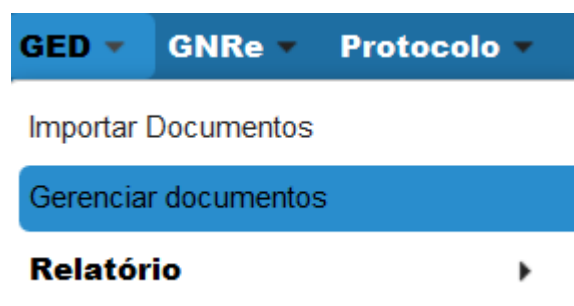 GED GNRe Protocolo
Importar Documentos
Gerenciar documentos
Relatório